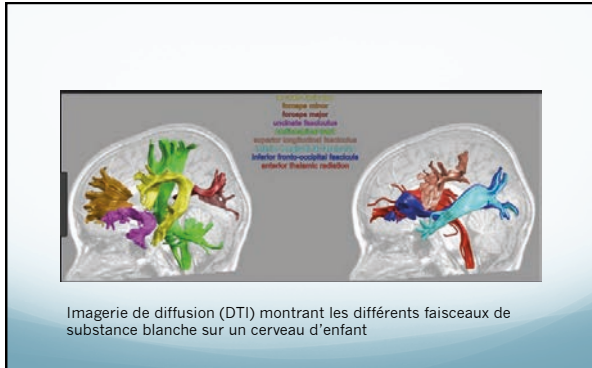 forceps minor
forceps major
uncinate fasciculus
superior longitudinal fasciculus
inferior fronto-occipital fascicule
anterior thalamic radiation
Imagerie de diffusion (DTI) montrant les différents faisceaux de
substance blanche sur un cerveau d’enfant